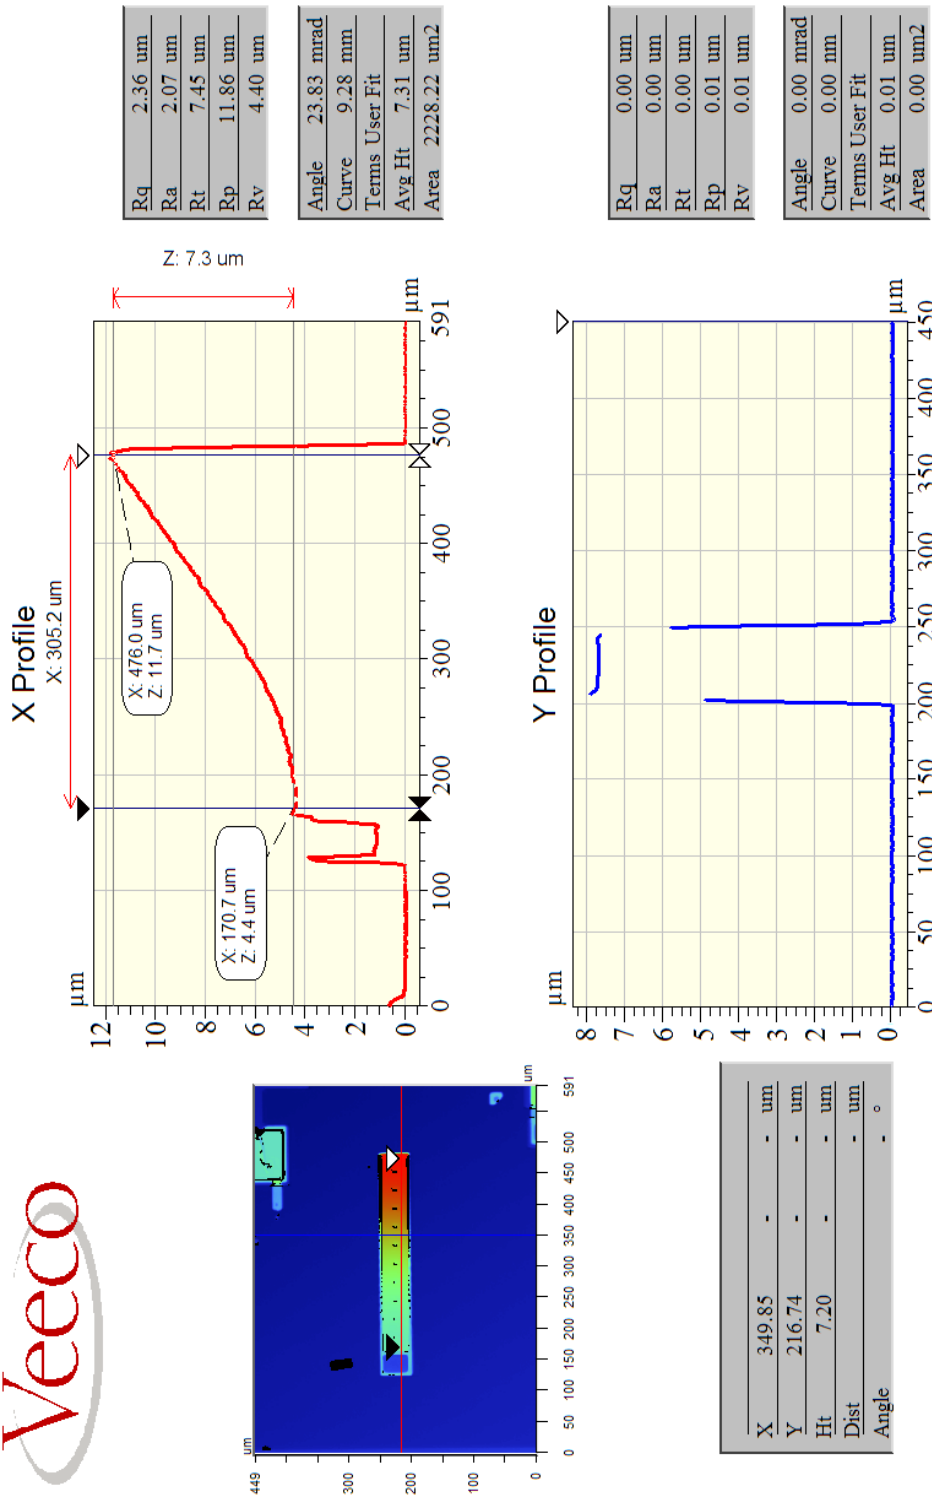 Veeco
X Profile
X: 305.2 um
µm
12
10
8
6
4
2
0
X: 170.7 um
Z: 4.4 um
X: 476.0 um
Z: 11.7 um
Z: 7.3 um
0
100
200
300
400
500
591
µm
Rq 2.36 um
Ra 2.07 um
Rt 7.45 um
Rp 11.86 um
Rv 4.40 um
Angle 23.83 mrad
Curve 9.28 mm
Terms User Fit
Avg Ht 7.31 um
Area 2228.22 um2
um
449
300
200
100
0
0
50
100
150
200
250
300
350
400
450
500
591
um
Y Profile
µm
8
7
6
5
4
3
2
1
0
0
50
100
150
200
250
300
350
400
450
µm
Rq 0.00 um
Ra 0.00 um
Rt 0.00 um
Rp 0.01 um
Rv 0.01 um
Angle 0.00 mrad
Curve 0.00 nm
Terms User Fit
Avg Ht 0.01 um
Area 0.00 um2
X 349.85 - - um
Y 216.74 - - um
Ht 7.20 - - um
Dist - um
Angle - °